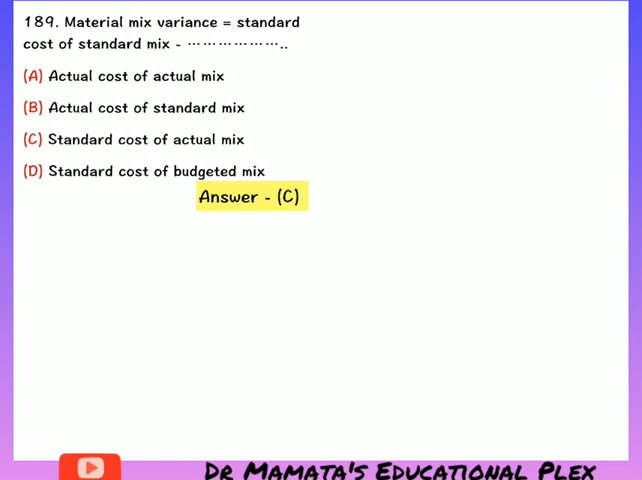 189. Material mix variance = standard
cost of standard mix - ………………..
(A) Actual cost of actual mix
(B) Actual cost of standard mix
(C) Standard cost of actual mix
(D) Standard cost of budgeted mix
Answer - (C)
Dr Mamata's Educational Plex